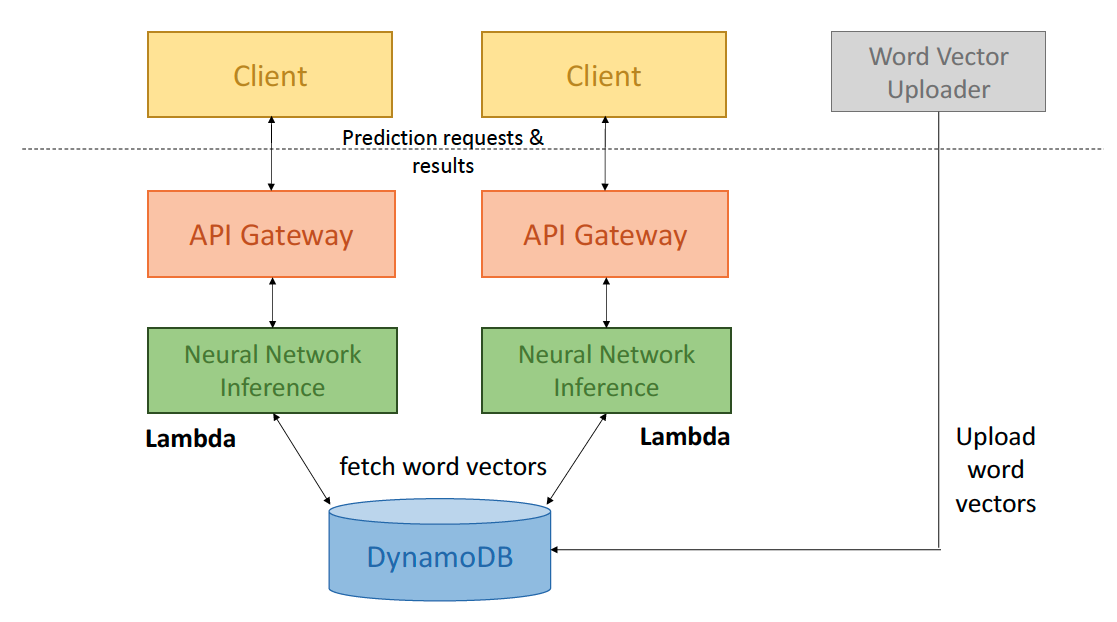 Client
Client
Word Vector
Uploader
Prediction requests &
results
API Gateway
API Gateway
Neural Network
Inference
Neural Network
Inference
Lambda
Lambda
fetch word vectors
Upload
word
vectors
DynamoDB